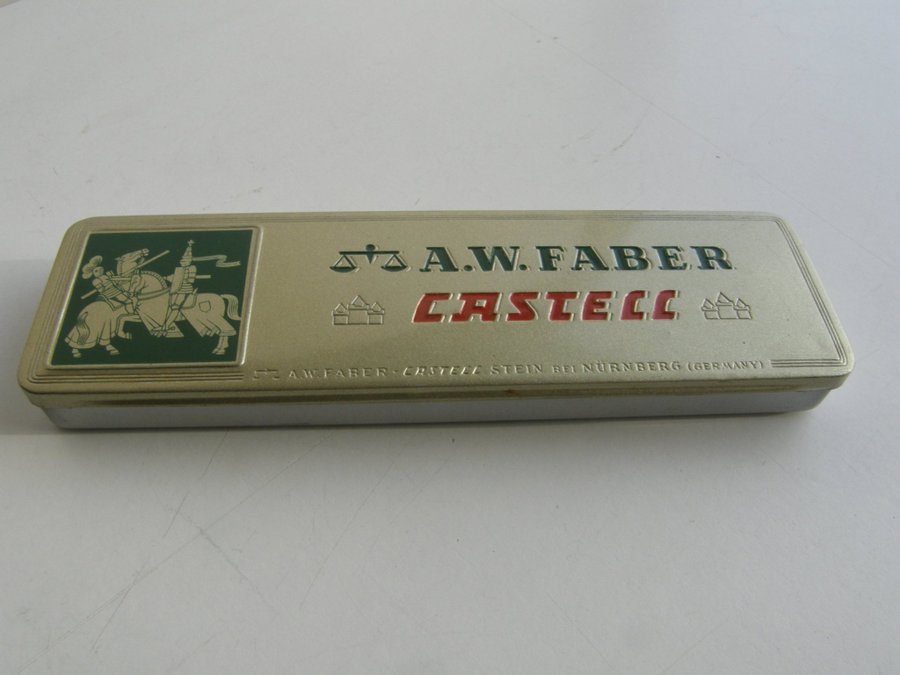 A.W. FABER
CASTELL
A.W. FABER · CASTELL STEIN BEI NÜRNBERG (GERMANY)